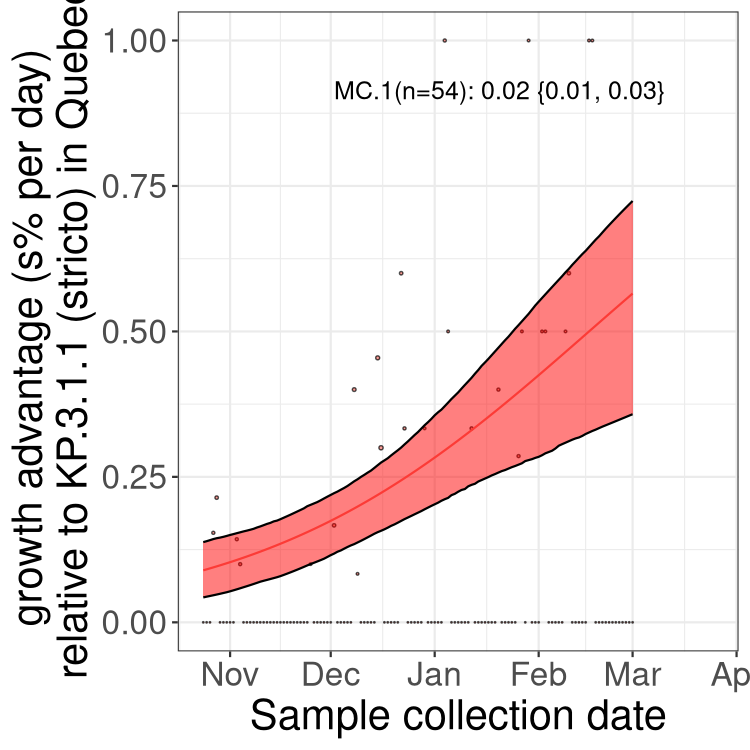 growth advantage (s% per day)
relative to KP.3.1.1 (stricto) in Quebec
1.00
0.75
0.50
0.25
0.00
MC.1(n=54): 0.02 {0.01, 0.03}
Nov Dec Jan Feb Mar Ap
Sample collection date